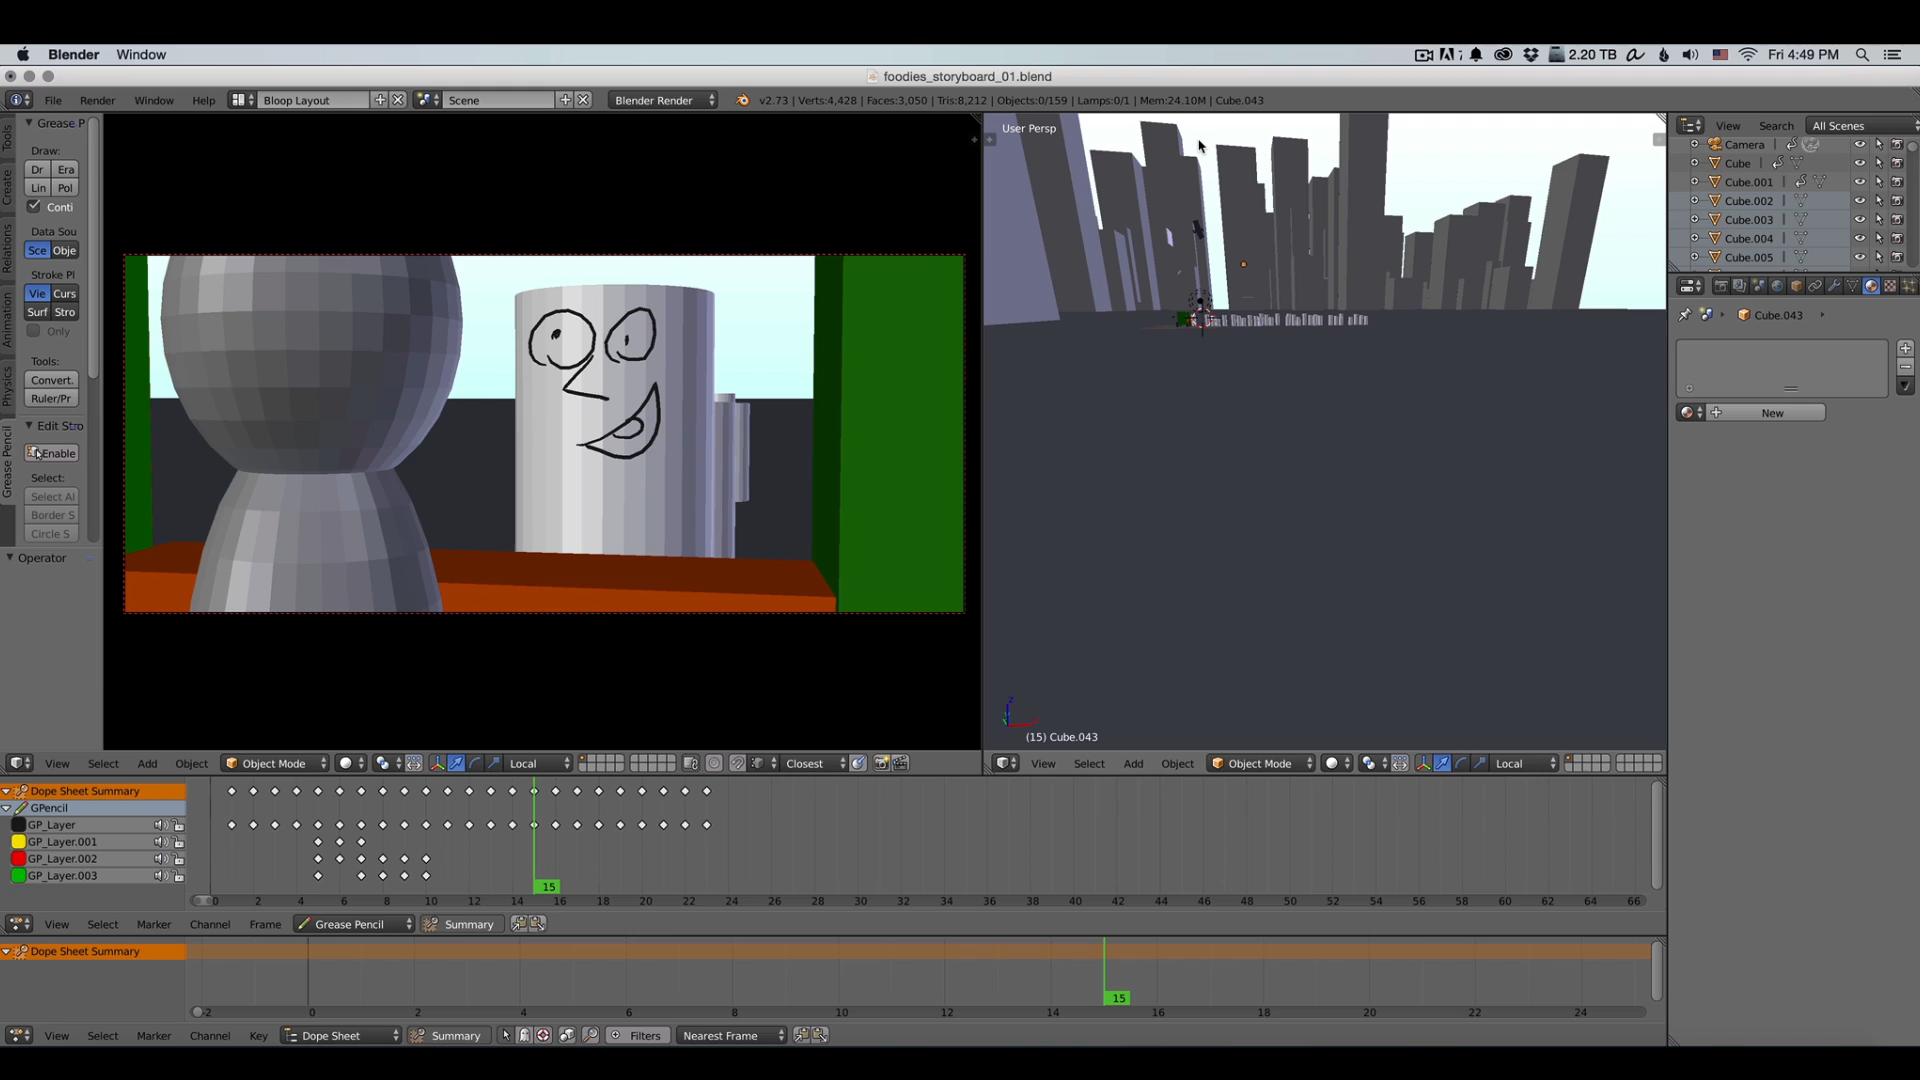 Blender Window 7 2.20 TB Fri 4:49 PM
foodies_storyboard_01.blend
File Render Window Help Bloop Layout Scene Blender Render v2.73 | Verts:4,428 | Faces:3,050 | Tris:8,212 | Objects:0/159 | Lamps:0/1 | Mem:24.10M | Cube.043
Tools
Create
Relations
Animation
Physics
Grease Pencil
Grease P
Draw:
Dr Era
Lin Pol
Conti
Data Sou
Sce Obje
Stroke Pl
Vie Curs
Surf Stro
Only
Tools:
Convert.
Ruler/Pr
Edit Stro
Enable
Select:
Select Al
Border S
Circle S
Operator
User Persp
z
(15) Cube.043
View Search All Scenes
Camera
Cube
Cube.001
Cube.002
Cube.003
Cube.004
Cube.005
Cube.043
New
View Select Add Object Object Mode Local Closest
View Select Add Object Object Mode Local
Dope Sheet Summary
GPencil
GP_Layer
GP_Layer.001
GP_Layer.002
GP_Layer.003
15
0 2 4 6 8 10 12 14 16 18 20 22 24 26 28 30 32 34 36 38 40 42 44 46 48 50 52 54 56 58 60 62 64 66
View Select Marker Channel Frame Grease Pencil Summary
Dope Sheet Summary
15
-2 0 2 4 6 8 10 12 14 16 18 20 22 24
View Select Marker Channel Key Dope Sheet Summary Filters Nearest Frame